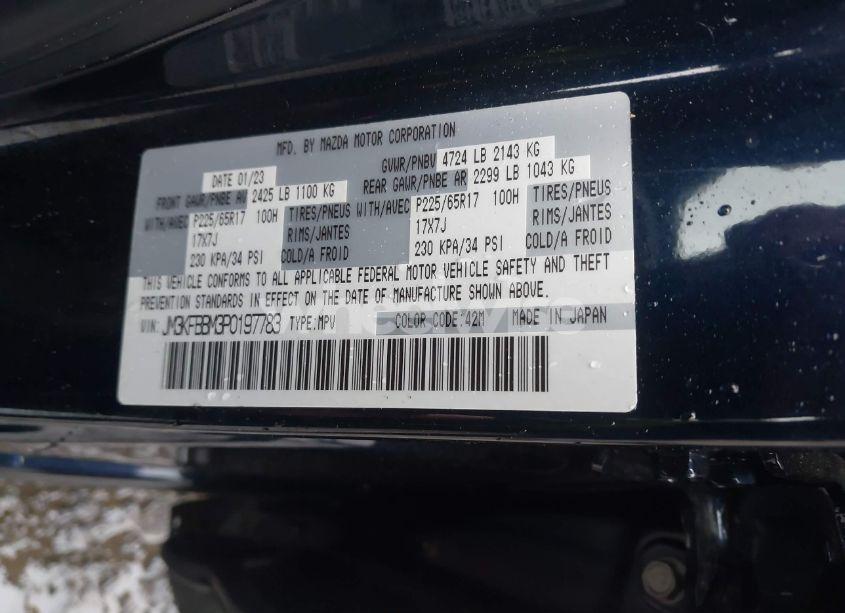 MFD. BY MAZDA MOTOR CORPORATION
DATE 01/23 GVWR/PNBV 4724 LB 2143 KG
FRONT GAWR/PNBE AV 2425 LB 1100 KG REAR GAWR/PNBE AR 2299 LB 1043 KG
WITH/AVEC P225/65R17 100H TIRES/PNEUS WITH/AVEC P225/65R17 100H TIRES/PNEUS
17X7J RIMS/JANTES 17X7J RIMS/JANTES
230 KPA/34 PSI COLD/A FROID 230 KPA/34 PSI COLD/A FROID
THIS VEHICLE CONFORMS TO ALL APPLICABLE FEDERAL MOTOR VEHICLE SAFETY AND THEFT
PREVENTION STANDARDS IN EFFECT ON THE DATE OF MANUFACTURE SHOWN ABOVE.
VIN: JM3KFBBM3P0197783 TYPE:MPV COLOR CODE:42M MADE IN JAPAN